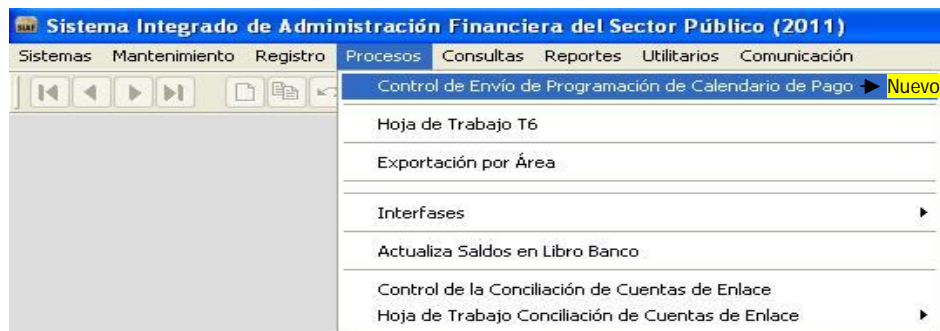 SIAF Sistema Integrado de Administración Financiera del Sector Público (2011)
Sistemas Mantenimiento Registro Procesos Consultas Reportes Utilitarios Comunicación
Control de Envío de Programación de Calendario de Pago Nuevo
Hoja de Trabajo T6
Exportación por Área
Interfases
Actualiza Saldos en Libro Banco
Control de la Conciliación de Cuentas de Enlace
Hoja de Trabajo Conciliación de Cuentas de Enlace